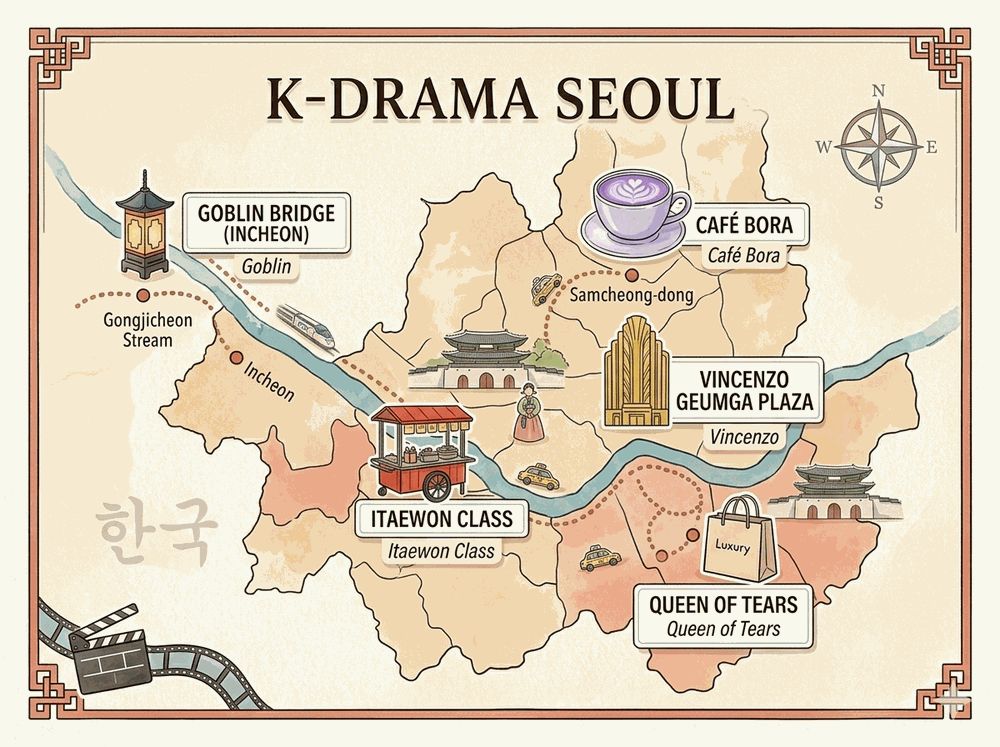 K-DRAMA SEOUL
N
W
E
S
GOBLIN BRIDGE
(INCHEON)
Goblin
CAFÉ BORA
Café Bora
Samcheong-dong
Gongjicheon
Stream
Incheon
VINCENZO
GEUMGA PLAZA
Vincenzo
ITAEWON CLASS
Itaewon Class
한국
Luxury
QUEEN OF TEARS
Queen of Tears